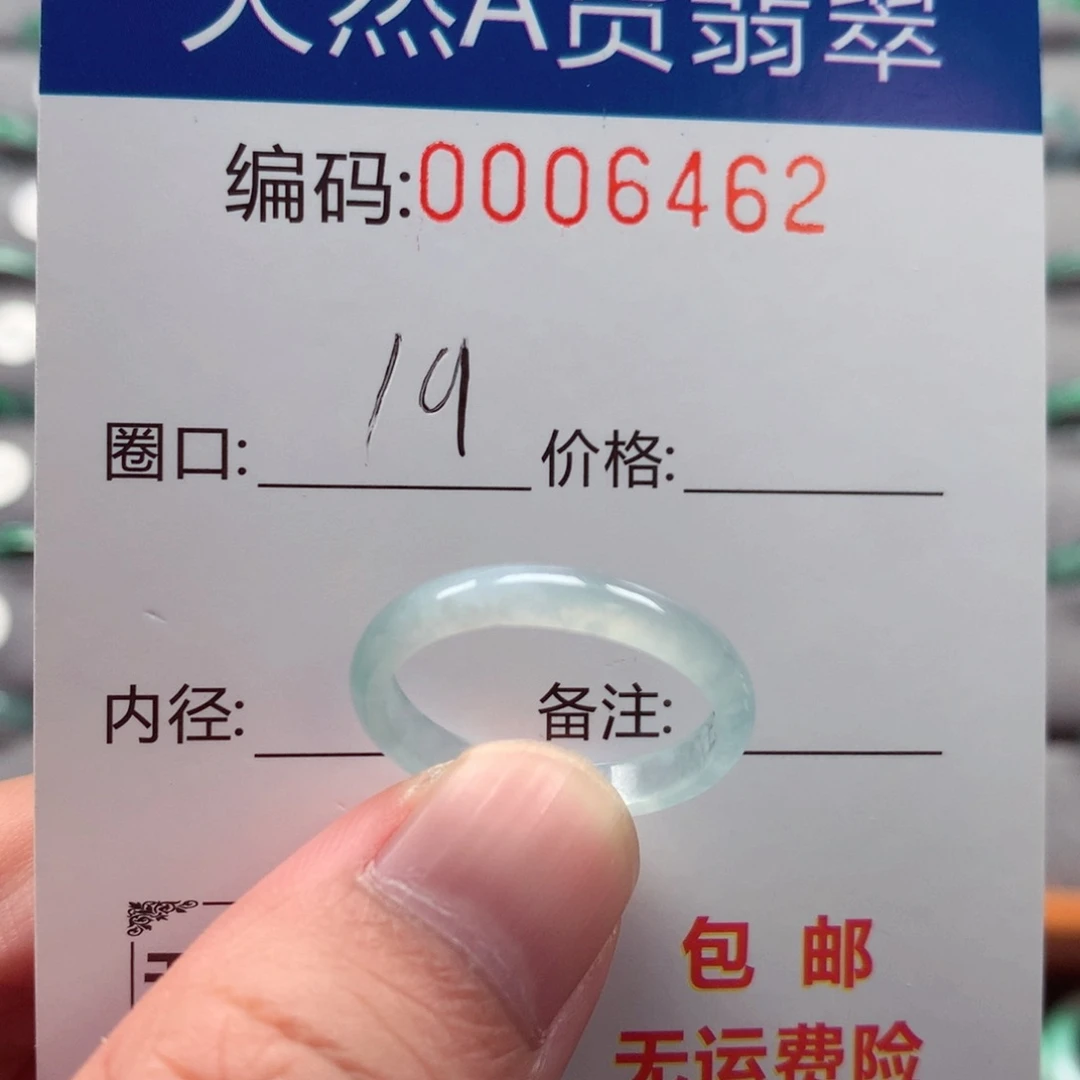 天然A货翡翠
编码:0006462
圈口: 19 价格:
内径: 备注:
包邮
无运费险